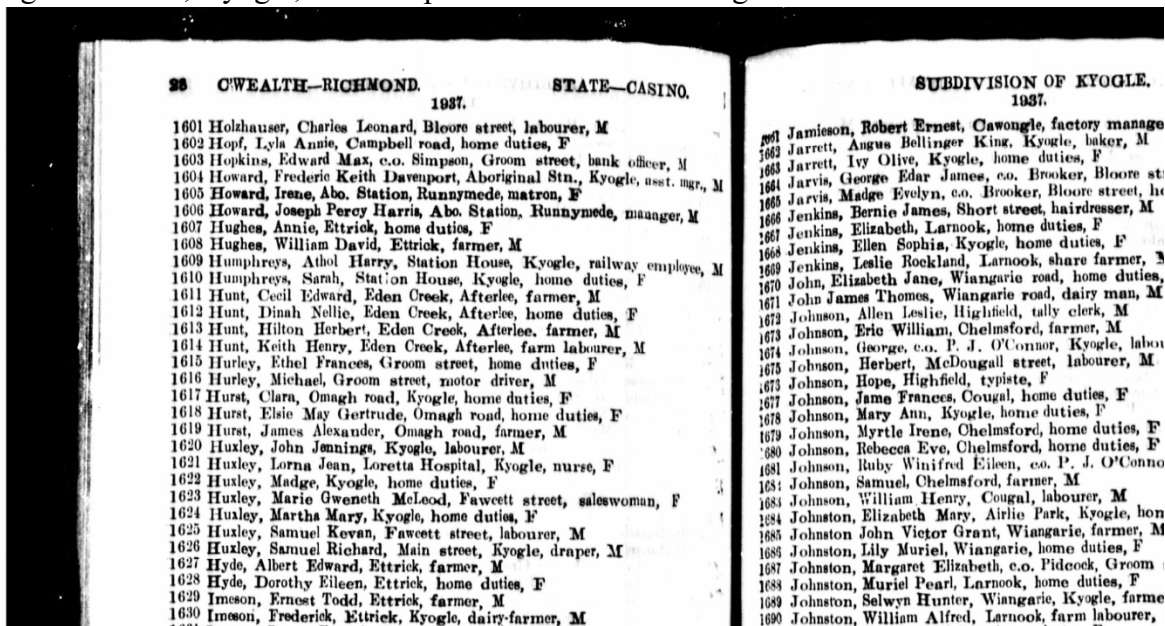 28 C'WEALTH—RICHMOND. STATE—CASINO.
1937.
1601 Holzhauser, Charles Leonard, Bloore street, labourer, M
1602 Hopf, Lyla Annie, Campbell road, home duties, F
1603 Hopkins, Edward Max, c.o. Simpson, Groom street, bank officer, M
1604 Howard, Frederic Keith Davenport, Aboriginal Stn., Kyogle, asst. mgr., M
1605 Howard, Irene, Abo. Station, Runnymede, matron, F
1606 Howard, Joseph Percy Harris, Abo. Station, Runnymede, manager, M
1607 Hughes, Annie, Ettrick, home duties, F
1608 Hughes, William David, Ettrick, farmer, M
1609 Humphreys, Athol Harry, Station House, Kyogle, railway employee, M
1610 Humphreys, Sarah, Station House, Kyogle, home duties, F
1611 Hunt, Cecil Edward, Eden Creek, Afterlee, farmer, M
1612 Hunt, Dinah Nellie, Eden Creek, Afterlee, home duties, F
1613 Hunt, Hilton Herbert, Eden Creek, Afterlee. farmer, M
1614 Hunt, Keith Henry, Eden Creek, Afterlee, farm labourer, M
1615 Hurley, Ethel Frances, Groom street, home duties, F
1616 Hurley, Michael, Groom street, motor driver, M
1617 Hurst, Clara, Omagh road, Kyogle, home duties, F
1618 Hurst, Elsie May Gertrude, Omagh road, home duties, F
1619 Hurst, James Alexander, Omagh road, farmer, M
1620 Huxley, John Jennings, Kyogle, labourer, M
1621 Huxley, Lorna Jean, Loretta Hospital, Kyogle, nurse, F
1622 Huxley, Madge, Kyogle, home duties, F
1623 Huxley, Marie Gweneth McLeod, Fawcett street, saleswoman, F
1624 Huxley, Martha Mary, Kyogle, home duties, F
1625 Huxley, Samuel Kevan, Fawcett street, labourer, M
1626 Huxley, Samuel Richard, Main street, Kyogle, draper, M
1627 Hyde, Albert Edward, Ettrick, farmer, M
1628 Hyde, Dorothy Eileen, Ettrick, home duties, F
1629 Imeson, Ernest Todd, Ettrick, farmer, M
1630 Imeson, Frederick, Ettrick, Kyogle, dairy-farmer, M
SUBDIVISION OF KYOGLE.
1937.
1661 Jamieson, Robert Ernest, Cawongle, factory manage
1662 Jarrett, Angus Bellinger King, Kyogle, baker, M
1663 Jarrett, Ivy Olive, Kyogle, home duties, F
1664 Jarvis, George Edar James, c.o. Brooker, Bloore st
1665 Jarvis, Madge Evelyn, c.o. Brooker, Bloore street, ho
1666 Jenkins, Bernie James, Short street, hairdresser, M
1667 Jenkins, Elizabeth, Larnook, home duties, F
1668 Jenkins, Ellen Sophia, Kyogle, home duties, F
1669 Jenkins, Leslie Rockland, Larnook, share farmer,
1670 John, Elizabeth Jane, Wiangarie road, home duties,
1671 John James Thomes, Wiangarie road, dairy man, M
1672 Johnson, Allen Leslie, Highfield, tally clerk, M
1673 Johnson, Eric William, Chelmsford, farmer, M
1674 Johnson, George, c.o. P. J. O'Connor, Kyogle, labou
1675 Johnson, Herbert, McDougall street, labourer, M
1676 Johnson, Hope, Highfield, typiste, F
1677 Johnson, Jame Frances, Cougal, home duties, F
1678 Johnson, Mary Ann, Kyogle, home duties, F
1679 Johnson, Myrtle Irene, Chelmsford, home duties, F
1680 Johnson, Rebecca Eve, Chelmsford, home duties, F
1681 Johnson, Ruby Winifred Eileen, c.o. P. J. O'Conno
1682 Johnson, Samuel, Chelmsford, farmer, M
1683 Johnson, William Henry, Cougal, labourer, M
1684 Johnston, Elizabeth Mary, Airlie Park, Kyogle, hom
1685 Johnston John Victor Grant, Wiangarie, farmer, M
1686 Johnston, Lily Muriel, Wiangarie, home duties, F
1687 Johnston, Margaret Elizabeth, c.o. Pidcock, Groom
1688 Johnston, Muriel Pearl, Larnook, home duties, F
1689 Johnston, Selwyn Hunter, Wiangarie, Kyogle, farme
1690 Johnston, William Alfred, Larnook, farm labourer,